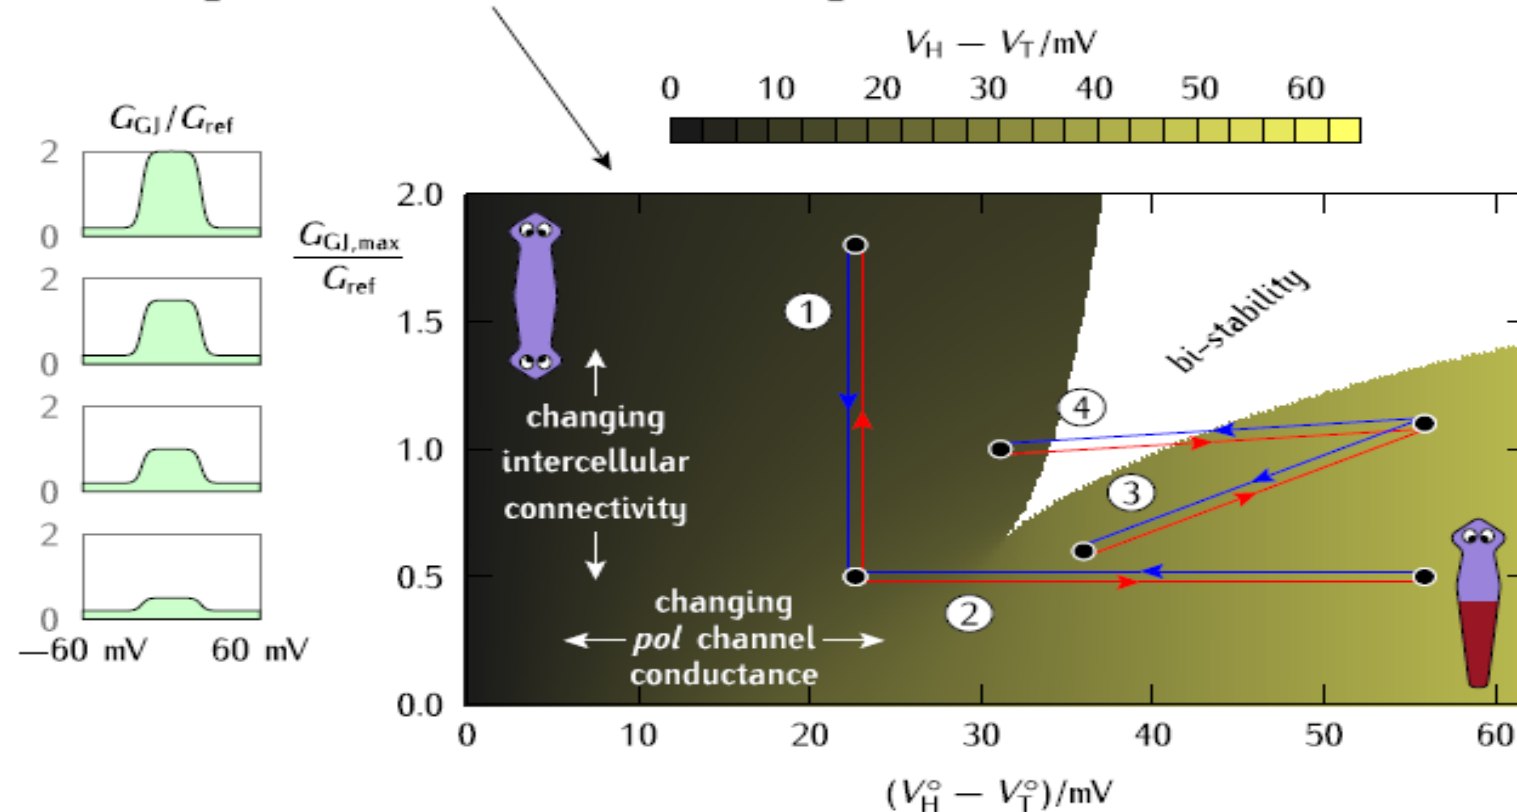 V_H − V_T/mV
0 10 20 30 40 50 60
G_GJ/G_ref
2
0
2
0
2
0
2
0
−60 mV 60 mV
G_GJ,max
G_ref
2.0
1.5
1.0
0.5
0.0
changing
intercellular
connectivity
1
bi-stability
4
3
2
changing
pol channel
conductance
0 10 20 30 40 50 60
(V°_H − V°_T)/mV